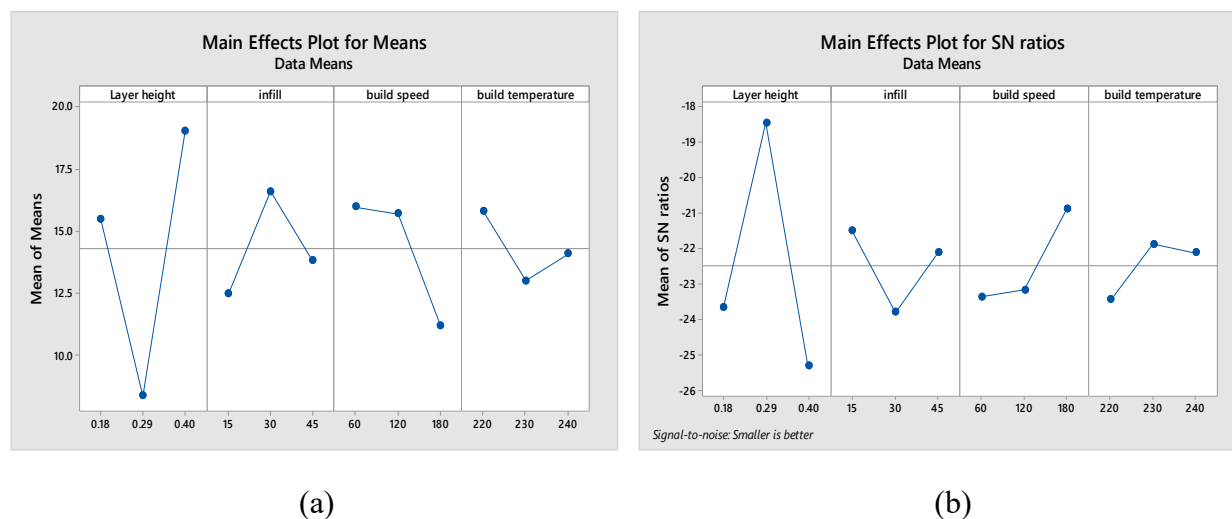 Main Effects Plot for Means
Data Means
Layer height infill build speed build temperature
20.0
17.5
15.0
12.5
10.0
Mean of Means
0.18 0.29 0.40 15 30 45 60 120 180 220 230 240
(a)
Main Effects Plot for SN ratios
Data Means
Layer height infill build speed build temperature
-18
-19
-20
-21
-22
-23
-24
-25
-26
Mean of SN ratios
0.18 0.29 0.40 15 30 45 60 120 180 220 230 240
Signal-to-noise: Smaller is better
(b)